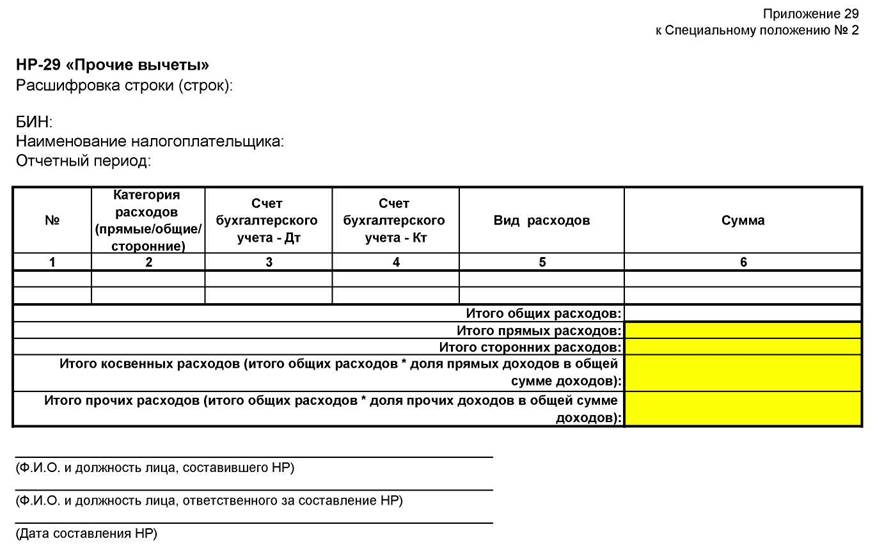 Приложение 29
к Специальному положению № 2
НР-29 «Прочие вычеты»
Расшифровка строки (строк):
БИН:
Наименование налогоплательщика:
Отчетный период:
№
Категория
расходов
(прямые/общие/
сторонние)
Счет
бухгалтерского
учета - Дт
Счет
бухгалтерского
учета - Кт
Вид расходов
Сумма
1 2 3 4 5 6
Итого общих расходов:
Итого прямых расходов:
Итого сторонних расходов:
Итого косвенных расходов (итого общих расходов * доля прямых доходов в общей
сумме доходов):
Итого прочих расходов (итого общих расходов * доля прочих доходов в общей сумме
доходов):
(Ф.И.О. и должность лица, составившего НР)
(Ф.И.О. и должность лица, ответственного за составление НР)
(Дата составления НР)